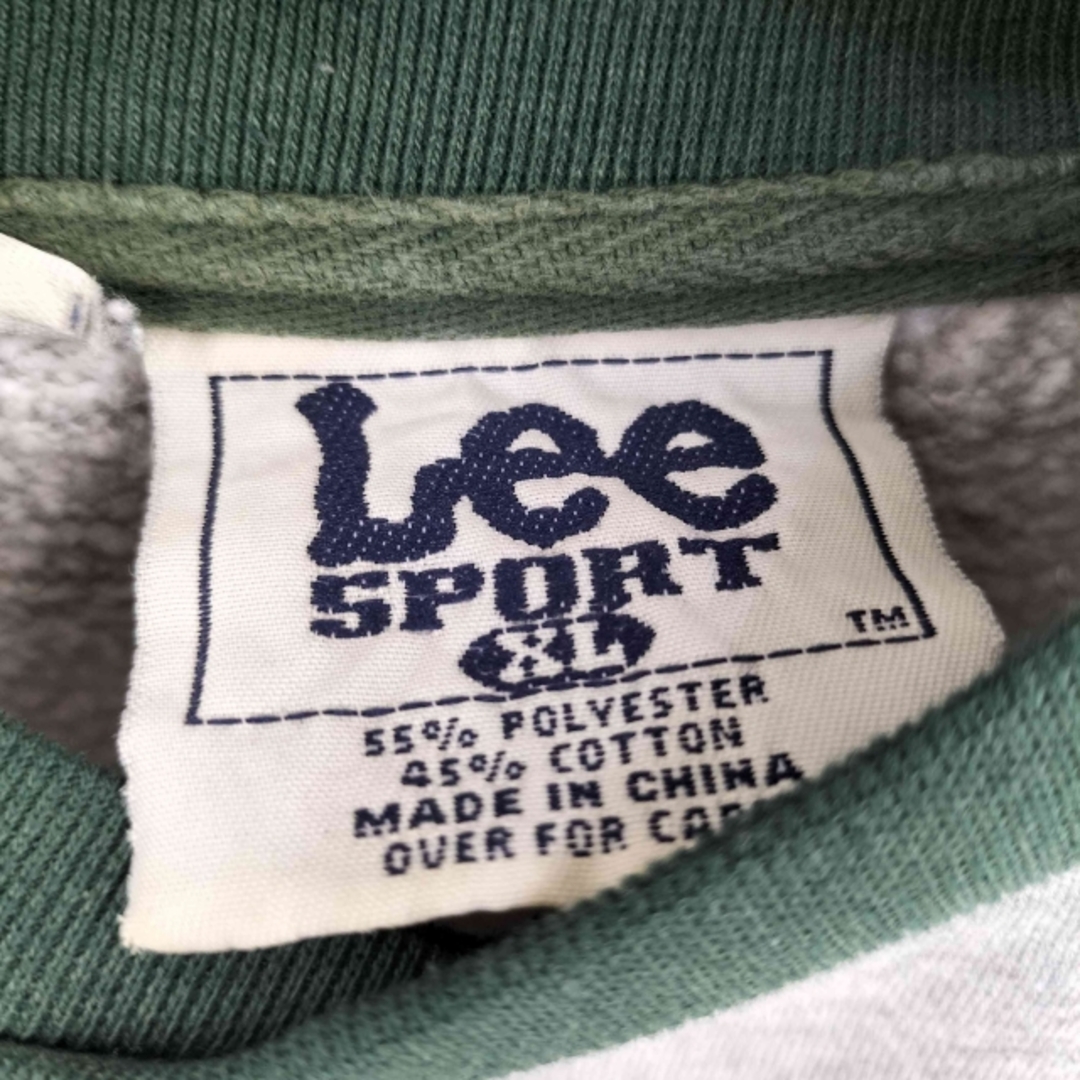 Lee
SPORT
XL
TM
55% POLYESTER
45% COTTON
MADE IN CHINA
OVER FOR